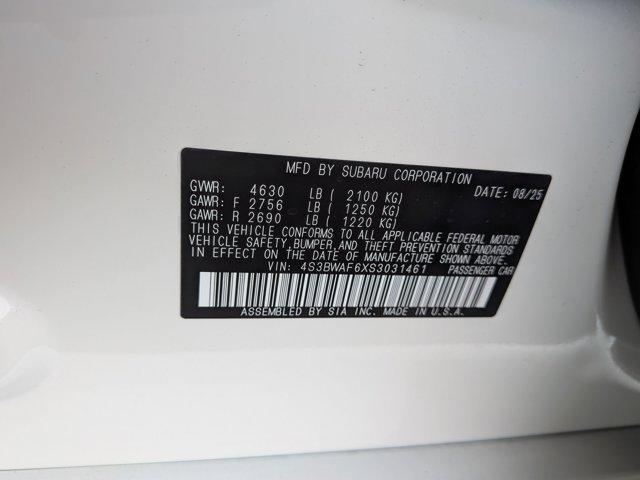 MFD BY SUBARU CORPORATION
GVWR: 4630 LB ( 2100 KG) DATE: 08/25
GAWR: F 2756 LB ( 1250 KG)
GAWR: R 2690 LB ( 1220 KG)
THIS VEHICLE CONFORMS TO ALL APPLICABLE FEDERAL MOTOR
VEHICLE SAFETY, BUMPER, AND THEFT PREVENTION STANDARDS
IN EFFECT ON THE DATE OF MANUFACTURE SHOWN ABOVE.
VIN: 4S3BWAF6XS3031461 PASSENGER CAR
ASSEMBLED BY SIA INC. MADE IN U.S.A.